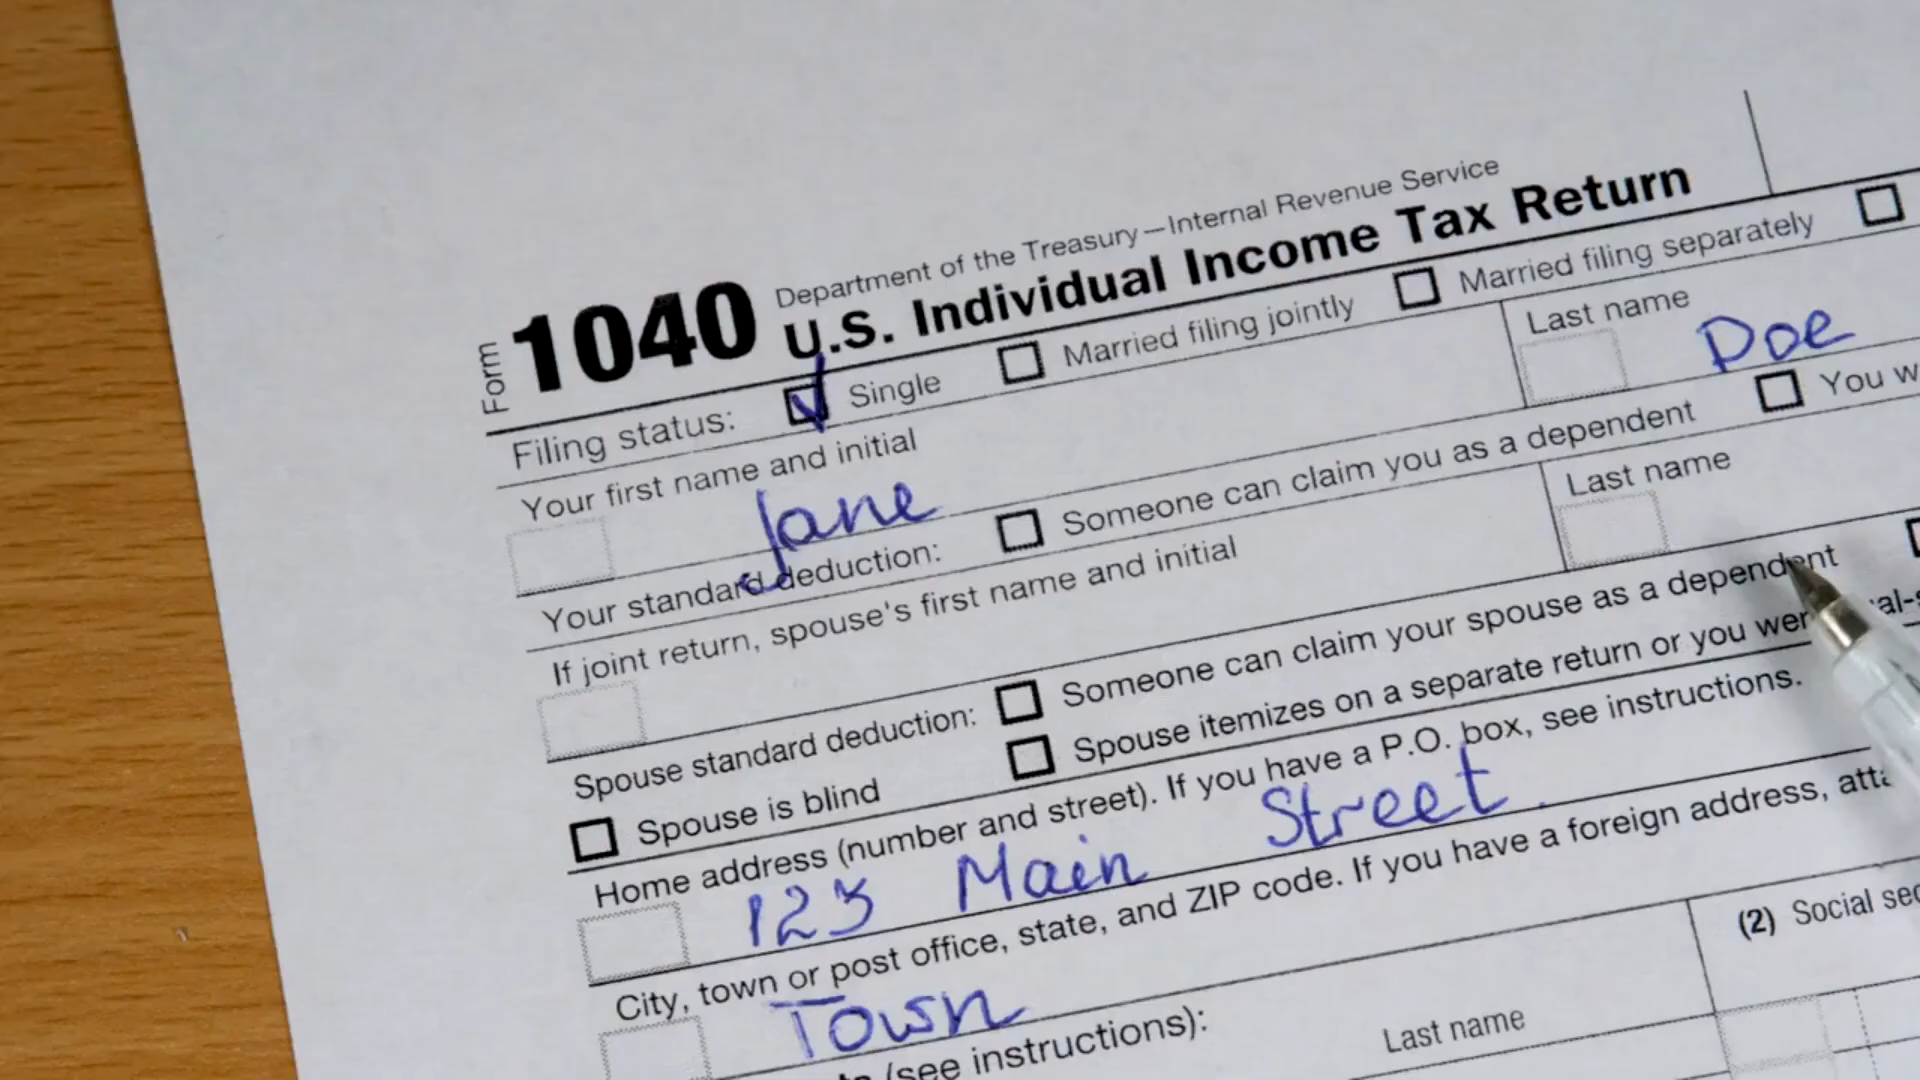 Form 1040 Department of the Treasury—Internal Revenue Service
U.S. Individual Income Tax Return
Filing status: Single Married filing jointly Married filing separately
Your first name and initial Last name
Jane Doe
Your standard deduction: Someone can claim you as a dependent You
If joint return, spouse's first name and initial Last name
Spouse standard deduction: Someone can claim your spouse as a dependent
Spouse is blind Spouse itemizes on a separate return or you
Home address (number and street). If you have a P.O. box, see instructions.
123 Main Street
City, town or post office, state, and ZIP code. If you have a foreign address,
Town
(see instructions): Last name (2) Social